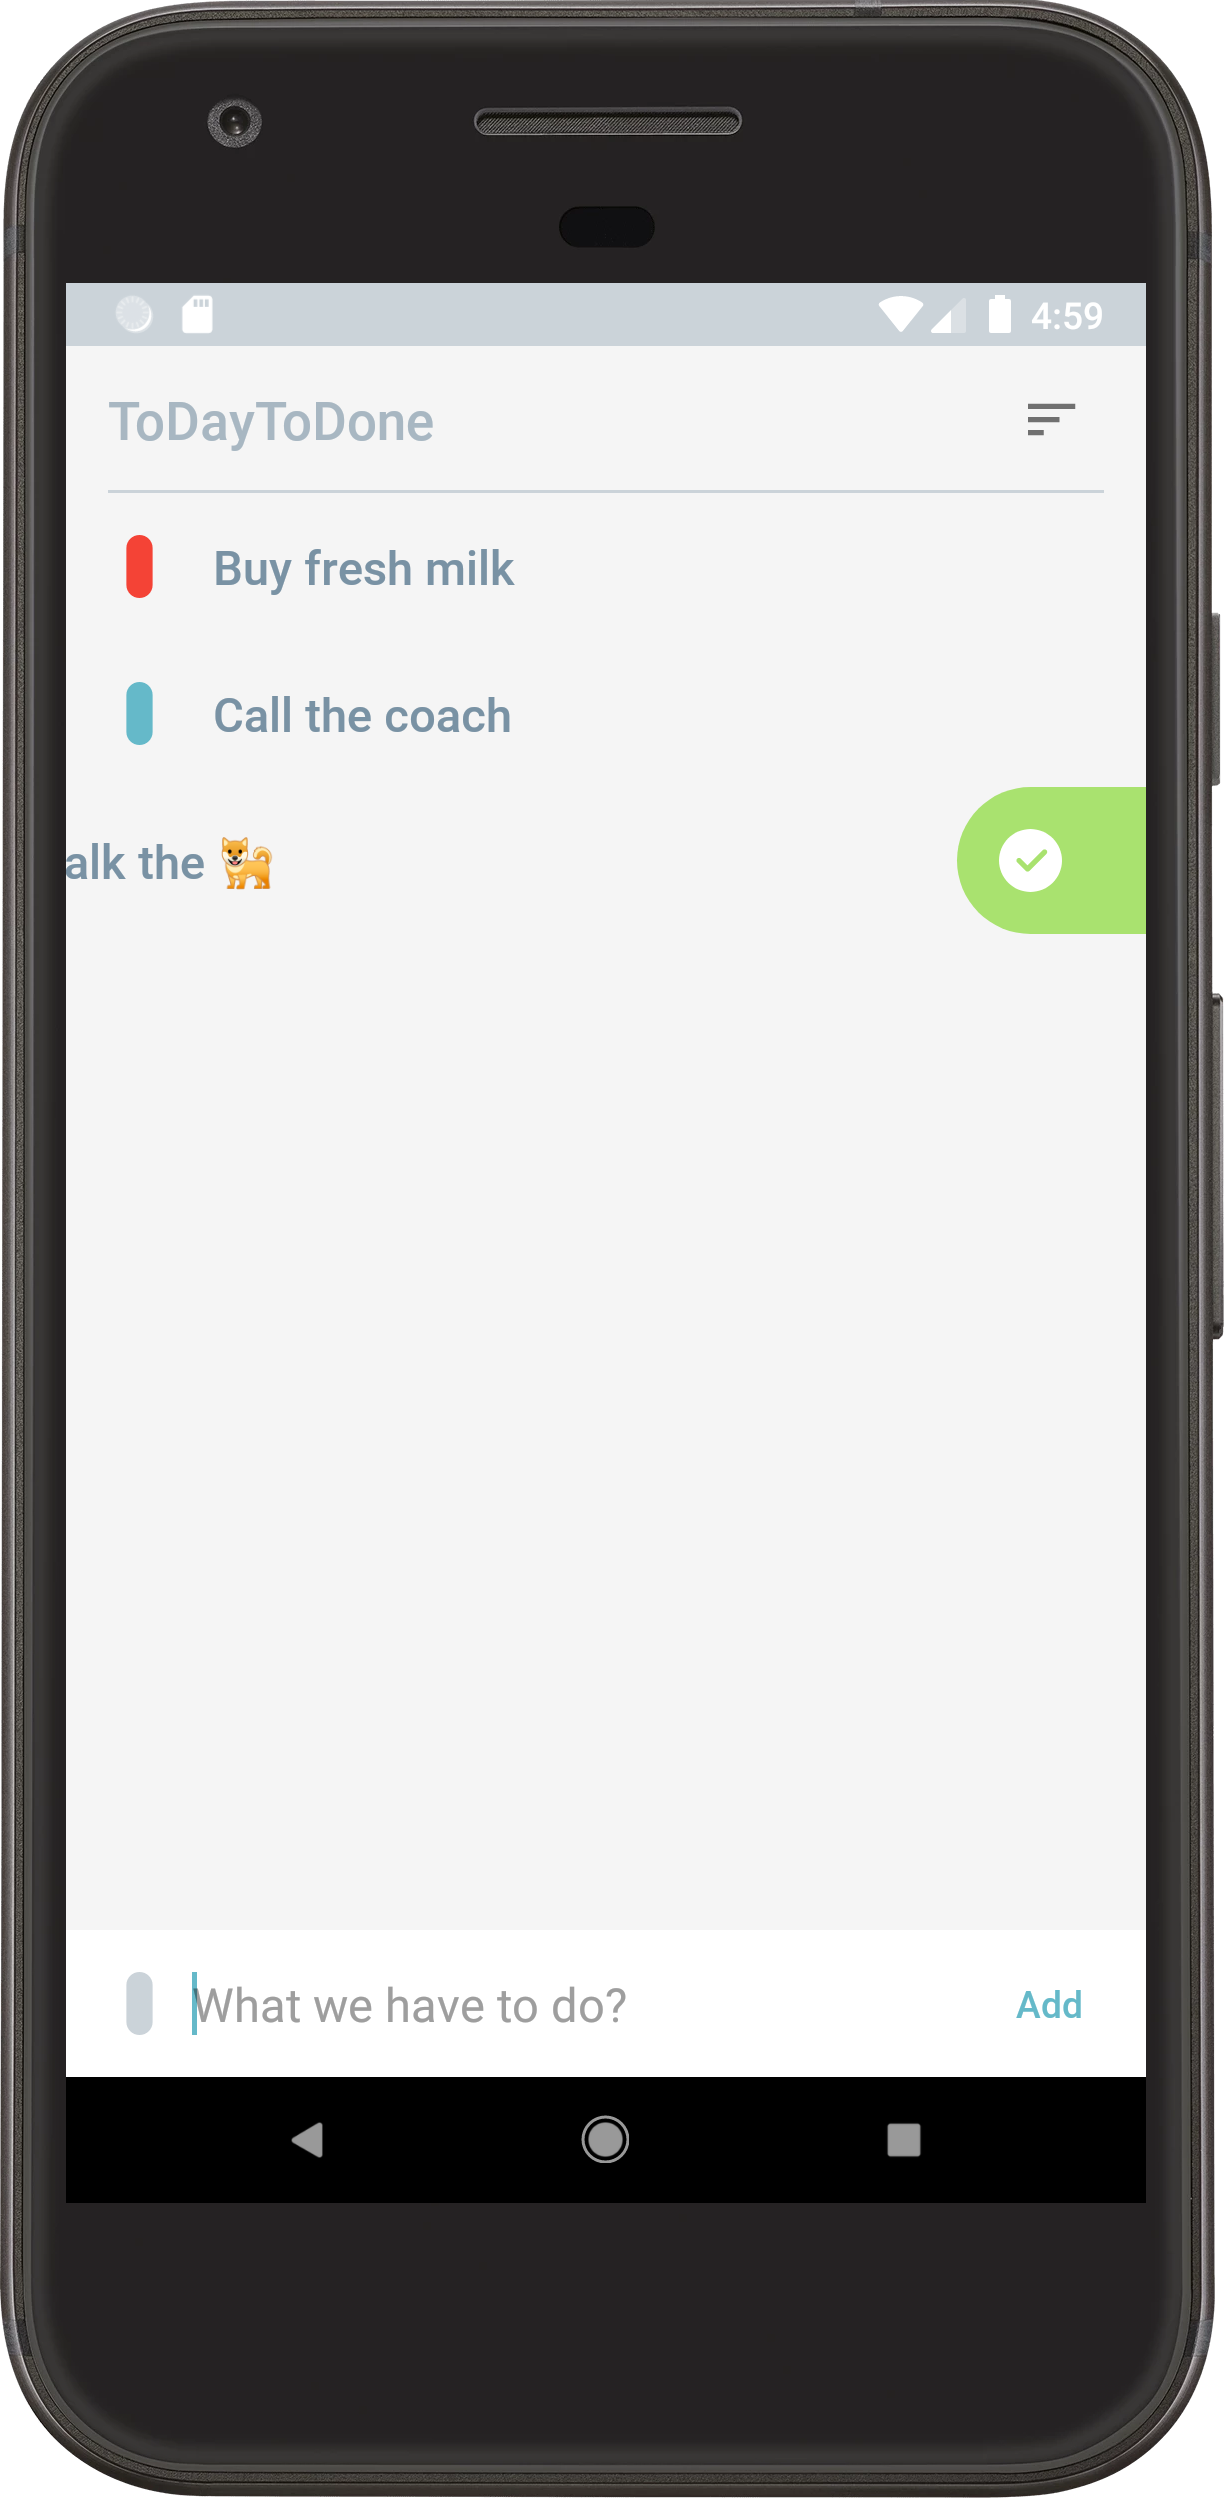 4:59
ToDayToDone
Buy fresh milk
Call the coach
alk the 🐕
What we have to do?
Add